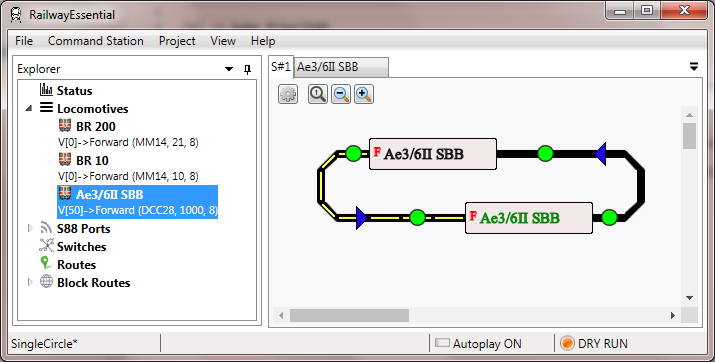 RailwayEssential
File Command Station Project View Help
Explorer
S#1 Ae3/6II SBB
Status
Locomotives
BR 200
V[0]->Forward (MM14, 21, 8)
BR 10
V[0]->Forward (MM14, 10, 8)
Ae3/6II SBB
V[50]->Forward (DCC28, 1000, 8)
S88 Ports
Switches
Routes
Block Routes
F Ae3/6II SBB
F Ae3/6II SBB
SingleCircle*
Autoplay ON
DRY RUN